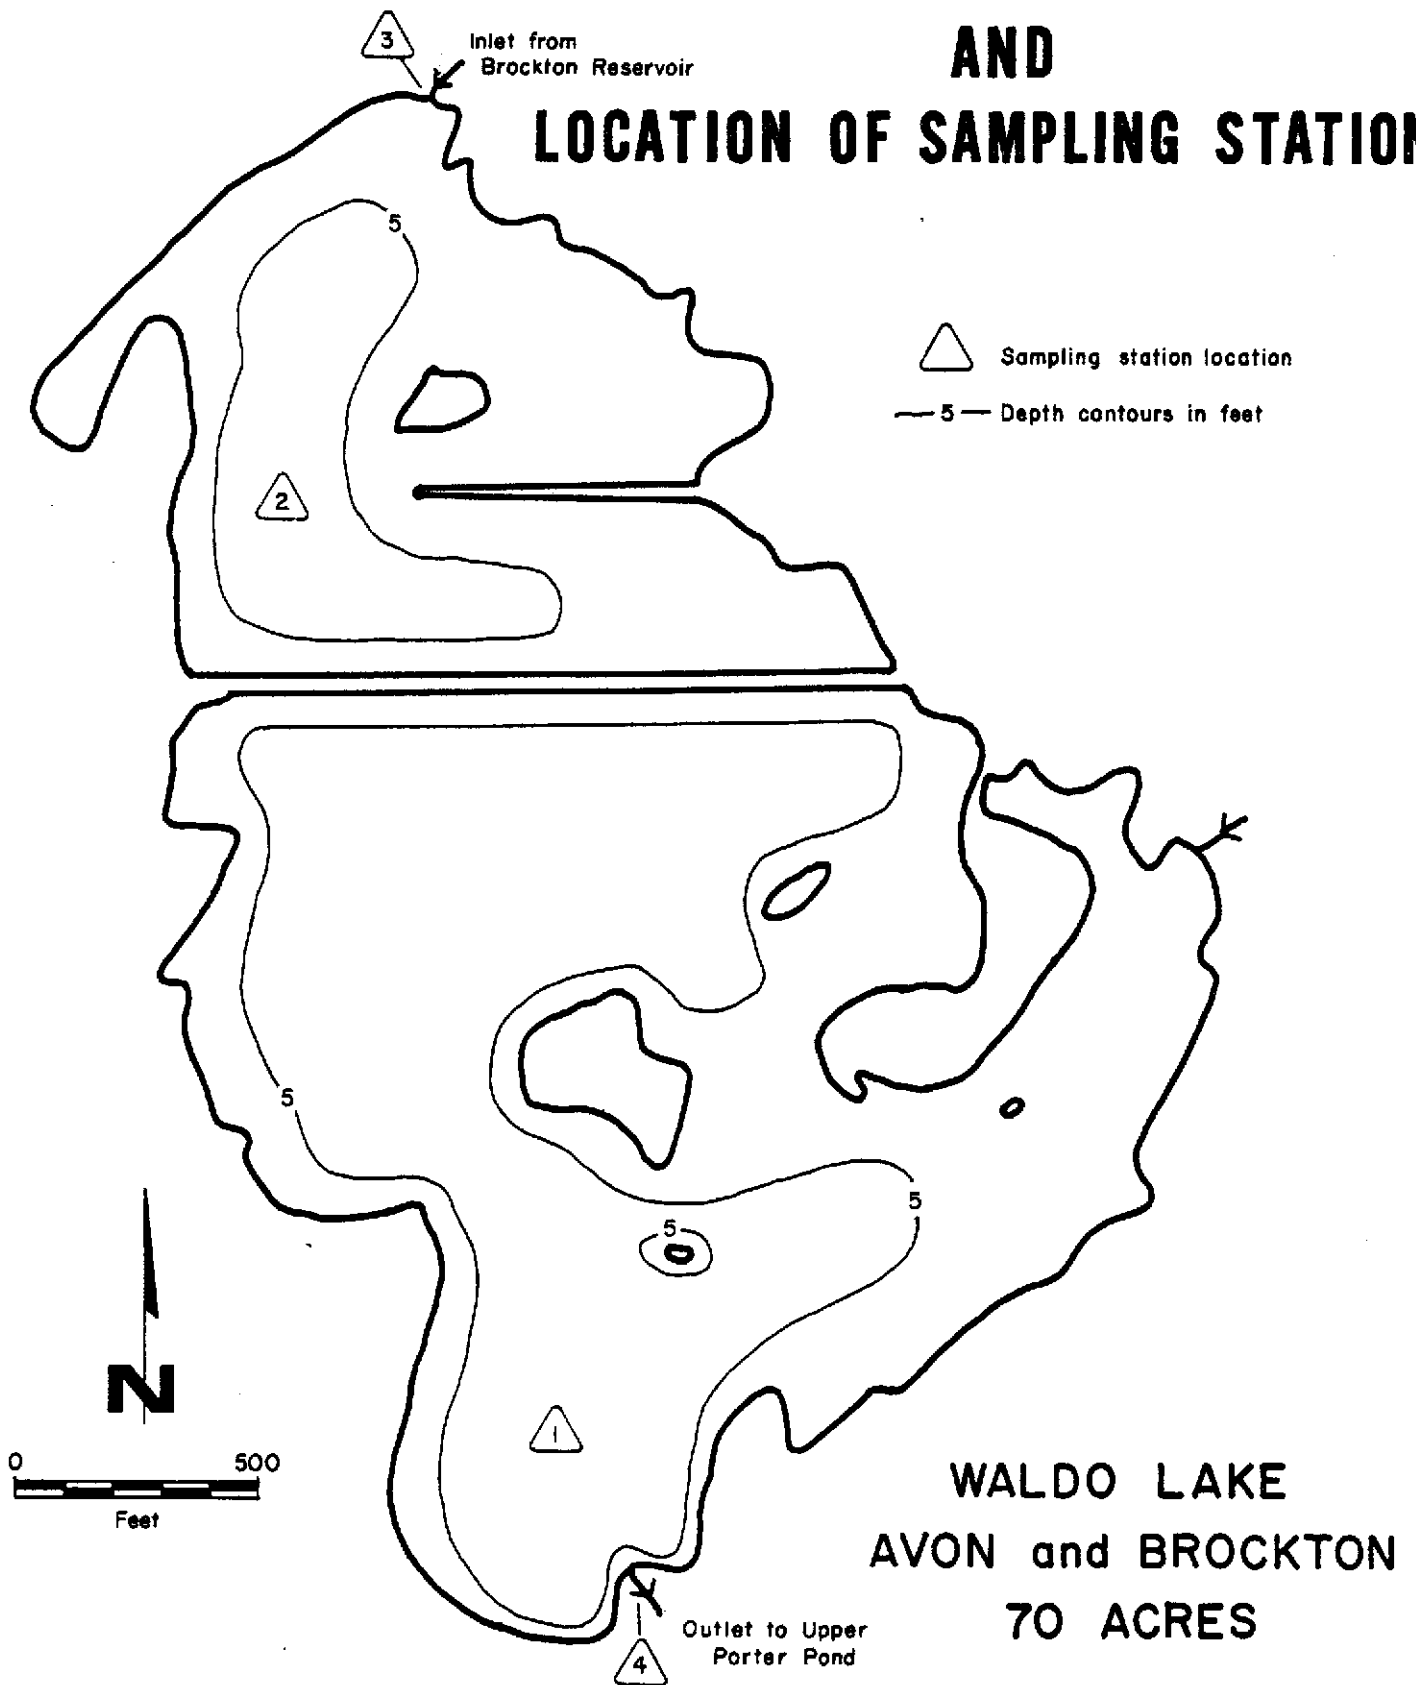 3
Inlet from
Brockton Reservoir
AND
LOCATION OF SAMPLING STATION
5
Sampling station location
5 Depth contours in feet
2
5
5
5
N
0 500
Feet
1
WALDO LAKE
AVON and BROCKTON
70 ACRES
Outlet to Upper
Porter Pond
4